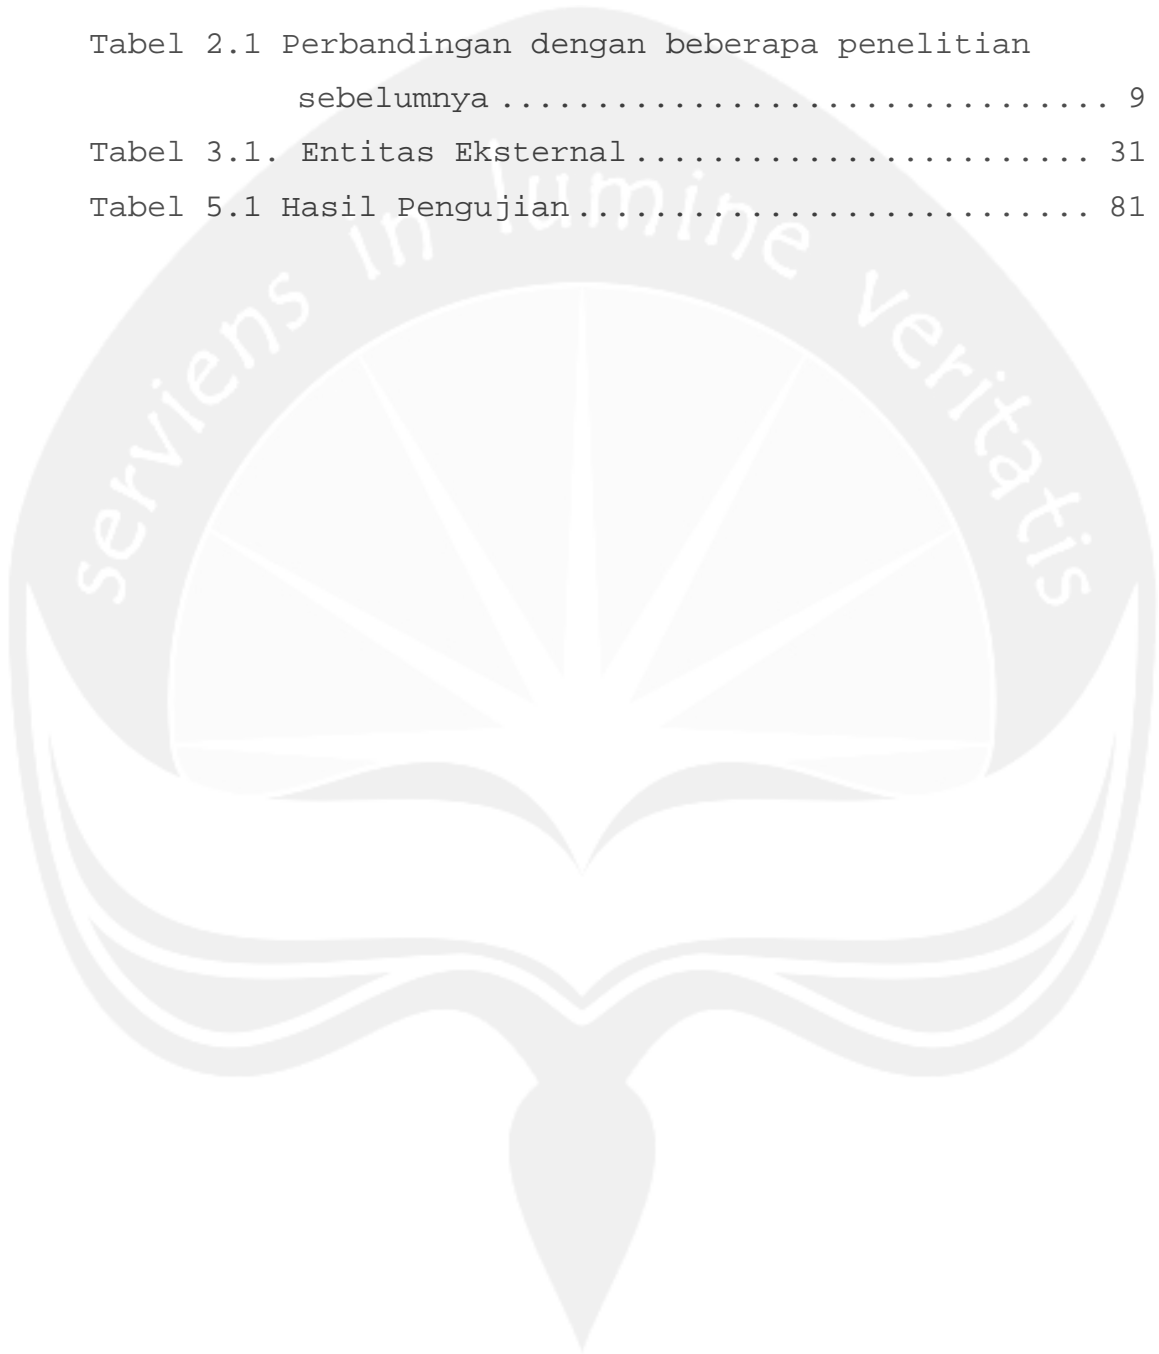 Tabel 2.1 Perbandingan dengan beberapa penelitian
sebelumnya ................................ 9
Tabel 3.1. Entitas Eksternal ........................ 31
Tabel 5.1 Hasil Pengujian ........................... 81
serviens in lumine veritatis